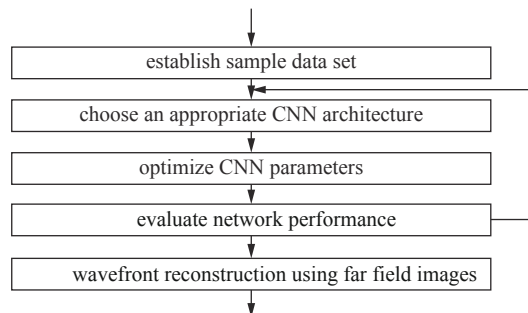 establish sample data set
choose an appropriate CNN architecture
optimize CNN parameters
evaluate network performance
wavefront reconstruction using far field images